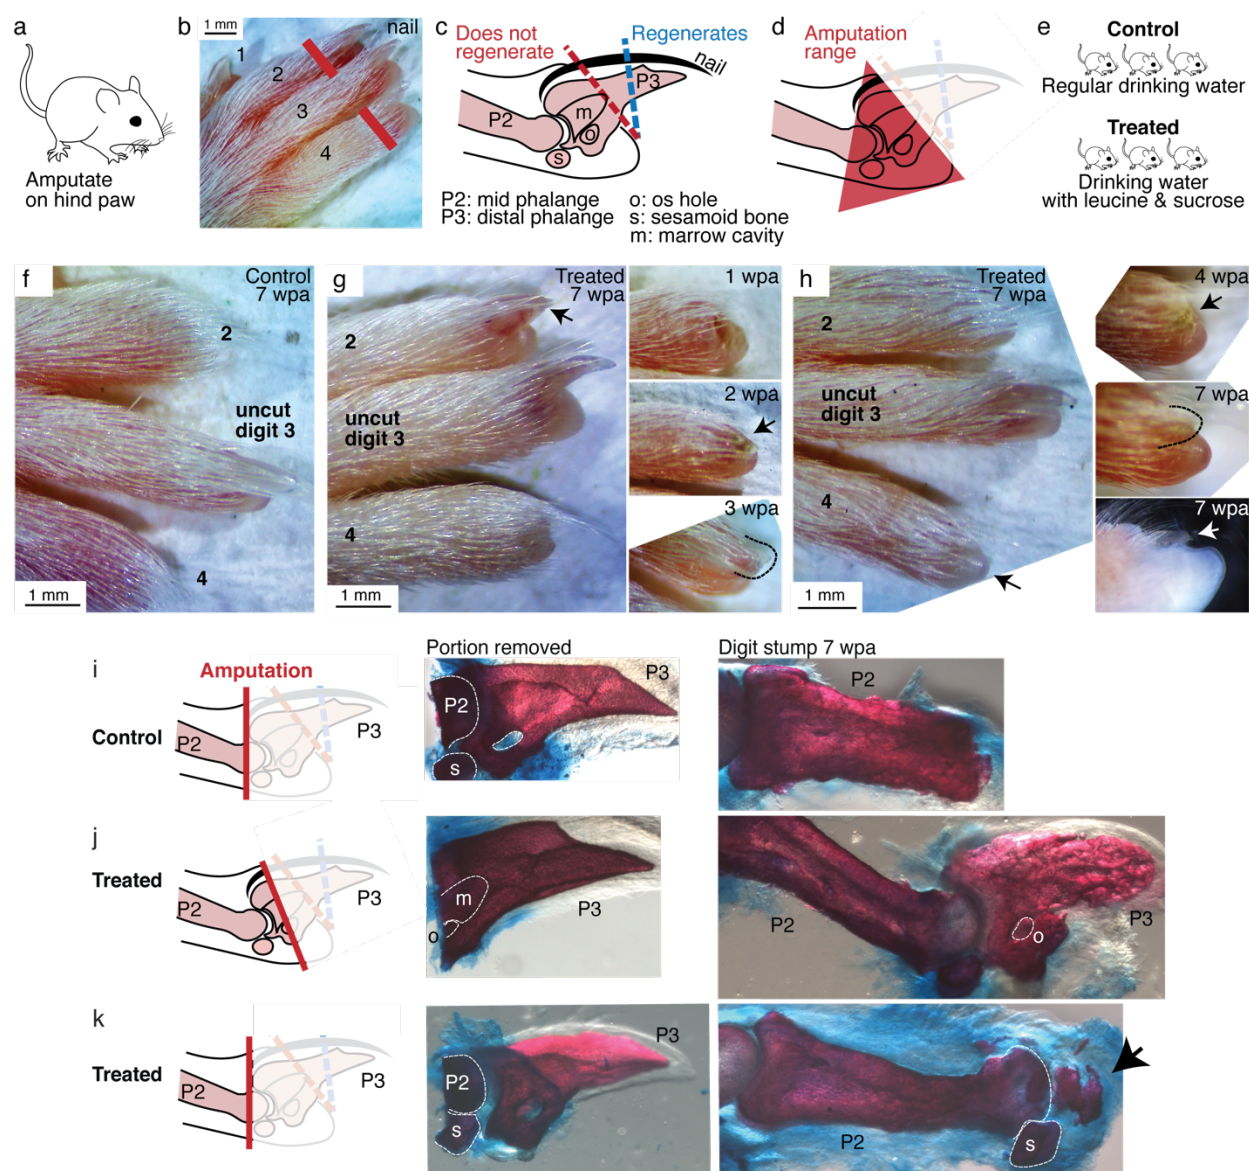 a
Amputate
on hind paw
b
1 mm
nail
1
2
3
4
c
Does not
regenerate
Regenerates
nail
P3
m
P2
o
s
P2: mid phalange
P3: distal phalange
o: os hole
s: sesamoid bone
m: marrow cavity
d
Amputation
range
e
Control
Regular drinking water
Treated
Drinking water
with leucine & sucrose
f
Control
7 wpa
2
uncut
digit 3
4
1 mm
g
Treated
7 wpa
2
uncut
digit 3
4
1 mm
1 wpa
2 wpa
3 wpa
h
Treated
7 wpa
2
uncut
digit 3
4
1 mm
4 wpa
7 wpa
7 wpa
Portion removed
Digit stump 7 wpa
i
Amputation
Control
P2
P3
P2
s
P3
P2
j
Treated
P2
P3
m
o
P3
P2
o
P3
k
Treated
P2
P3
P2
s
P3
P2
s